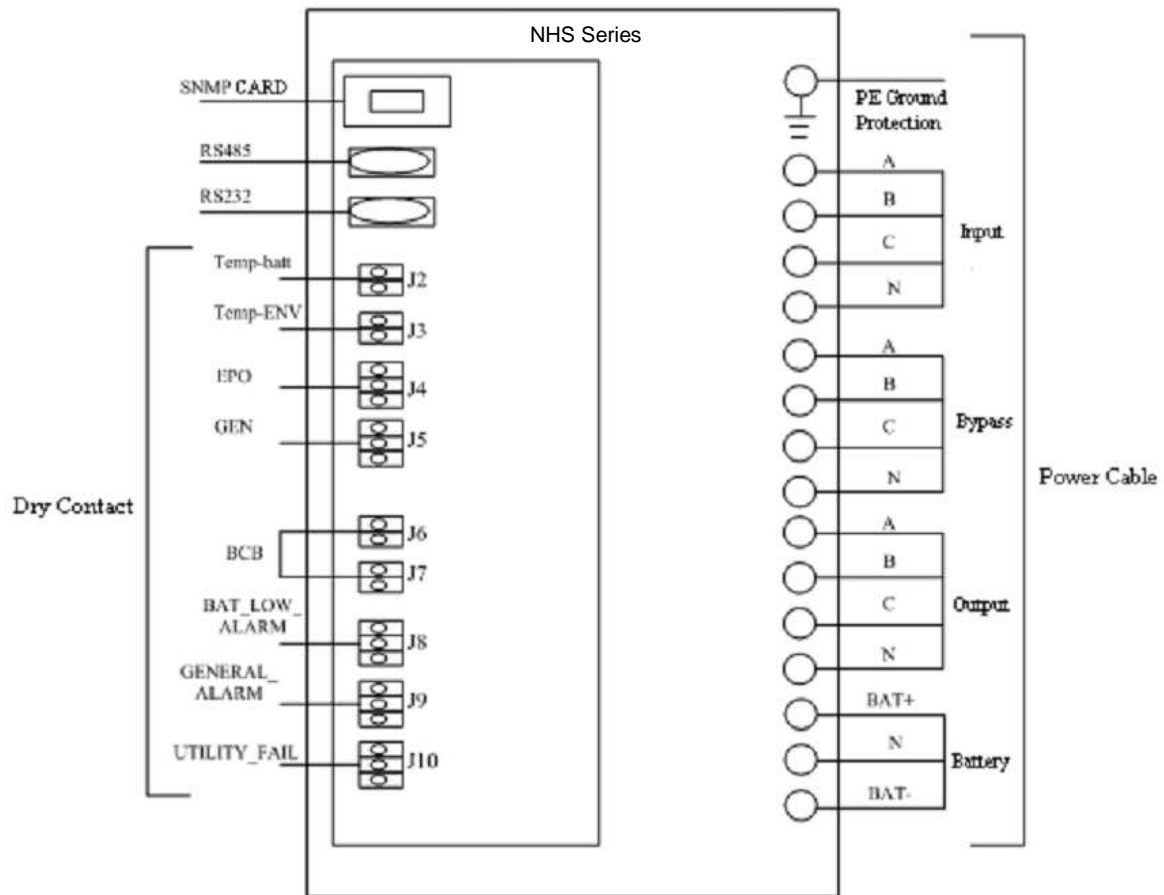 NHS Series
SNMP CARD
RS485
RS232
Temp-batt
J2
Temp-ENV
J3
EPO
J4
GEN
J5
Dry Contact
BCB
J6
J7
BAT_LOW_
ALARM
J8
GENERAL_
ALARM
J9
UTILITY_FAIL
J10
PE Ground
Protection
A
B
C
N
Input
A
B
C
N
Bypass
A
B
C
N
Output
BAT+
N
BAT-
Battery
Power Cable